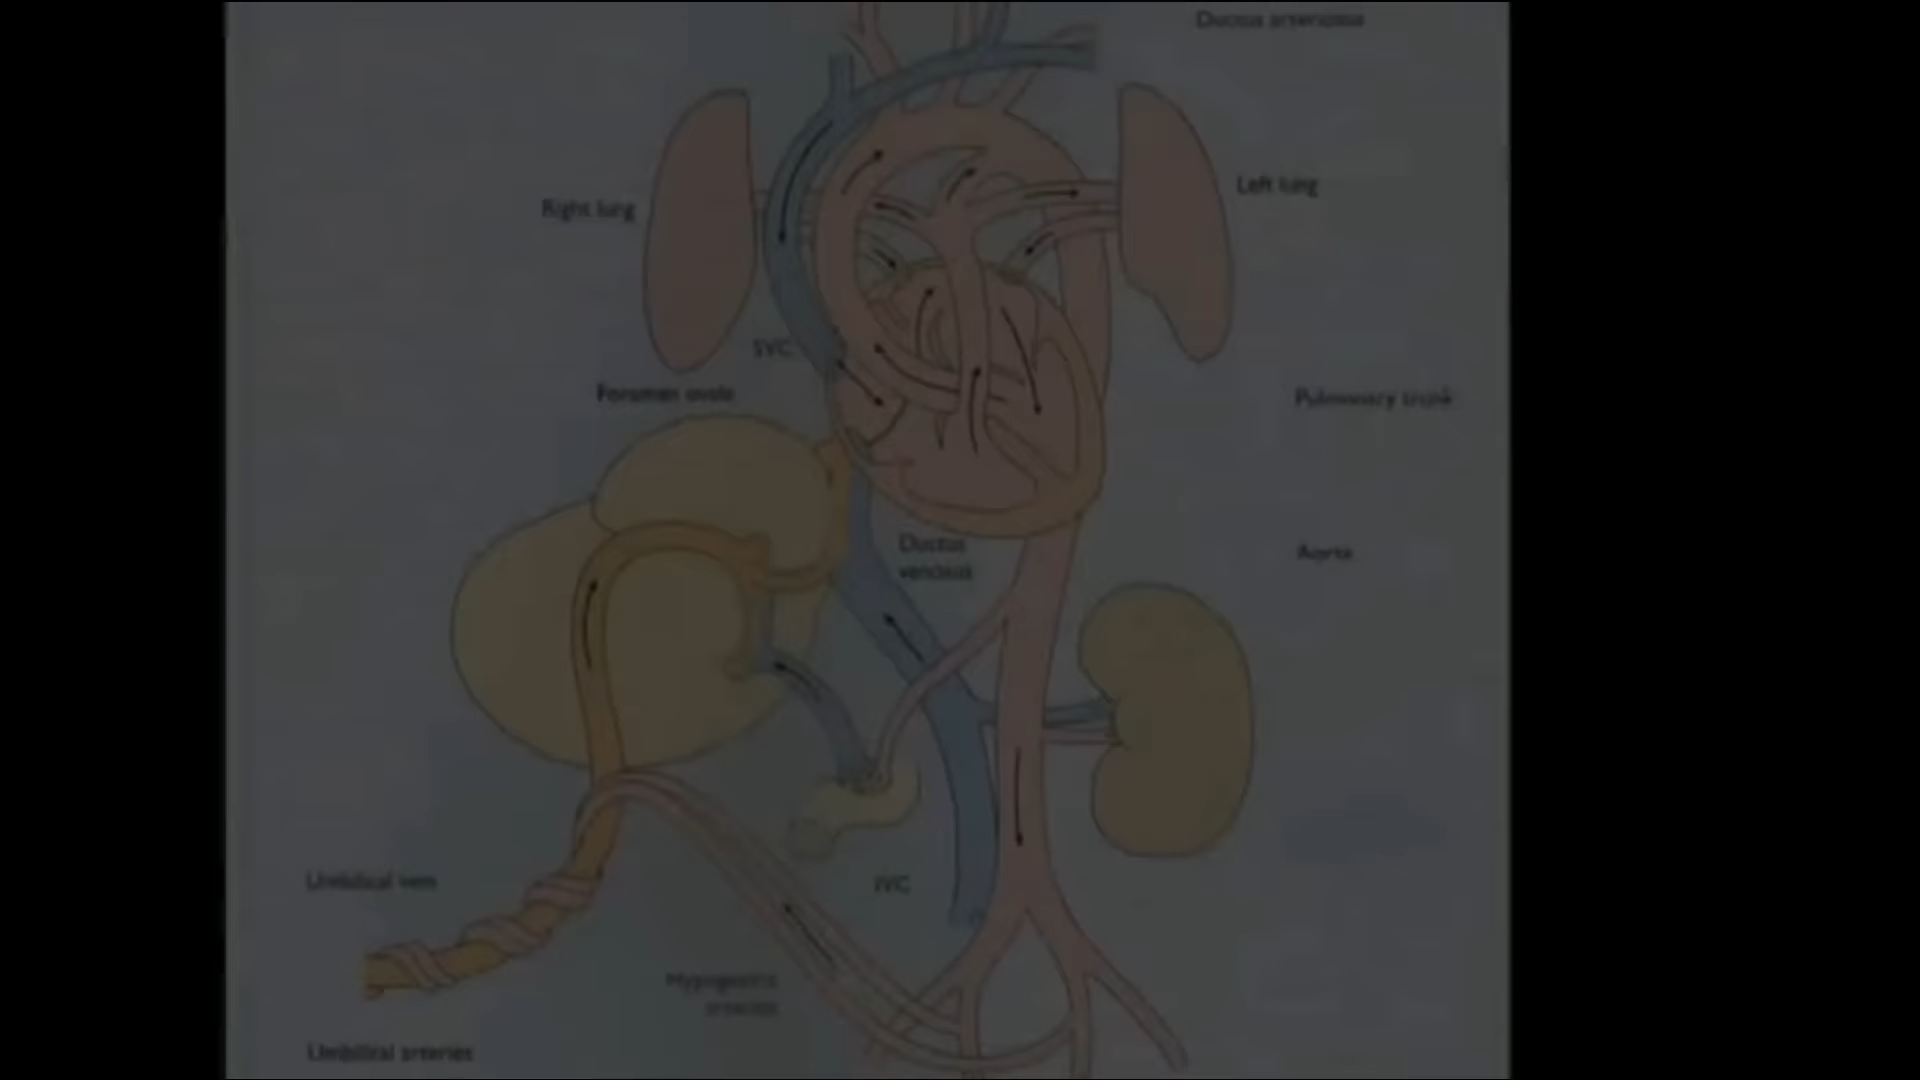 Ductus arteriosus
Left lung
Right lung
SVC
Foramen ovale
Pulmonary trunk
Ductus
venosus
Aorta
Umbilical vein
IVC
Hypogastric
arteries
Umbilical arteries